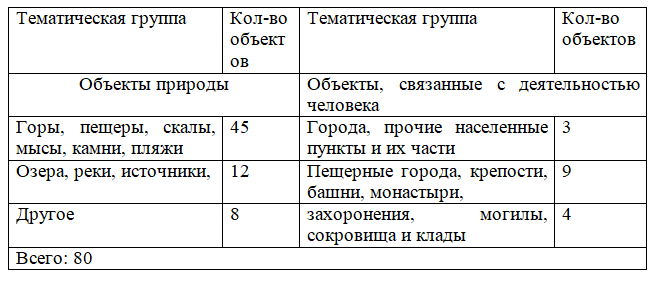 Тематическая группа Кол-во объект ов Тематическая группа Кол-во объектов
Объекты природы Объекты, связанные с деятельностью человека
Горы, пещеры, скалы, мысы, камни, пляжи 45 Города, прочие населенные пункты и их части 3
Озера, реки, источники, 12 Пещерные города, крепости, башни, монастыри, 9
Другое 8 захоронения, могилы, сокровища и клады 4
Всего: 80